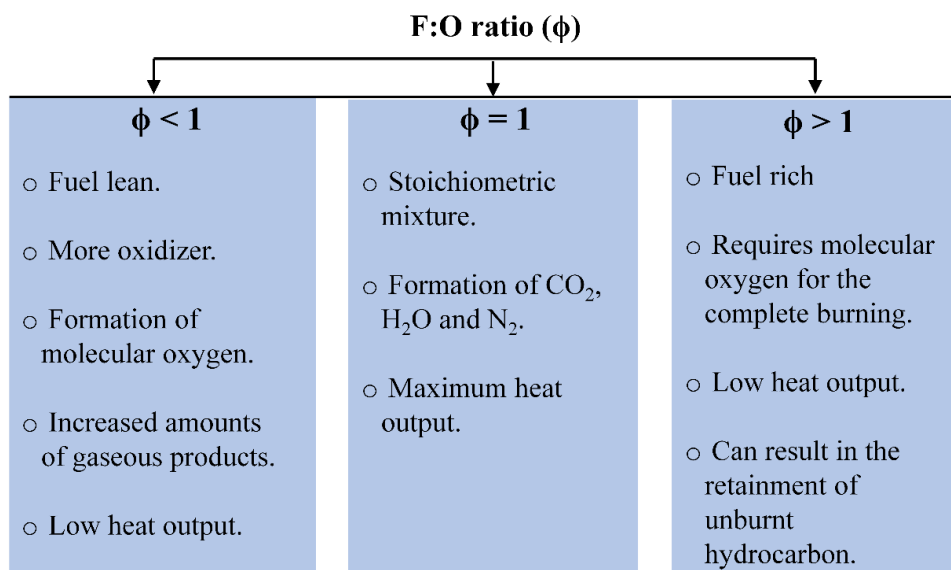 F:O ratio (ϕ)
ϕ < 1
○ Fuel lean.
○ More oxidizer.
○ Formation of
molecular oxygen.
○ Increased amounts
of gaseous products.
○ Low heat output.
ϕ = 1
○ Stoichiometric
mixture.
○ Formation of CO₂,
H₂O and N₂.
○ Maximum heat
output.
ϕ > 1
○ Fuel rich
○ Requires molecular
oxygen for the
complete burning.
○ Low heat output.
○ Can result in the
retainment of
unburnt
hydrocarbon.